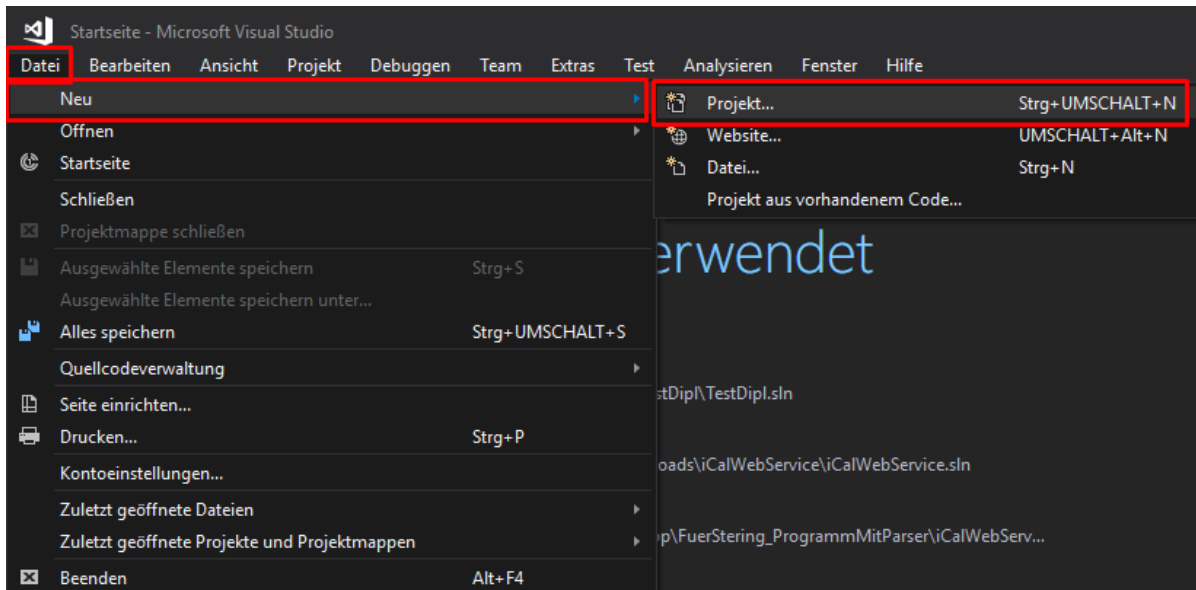 Startseite - Microsoft Visual Studio
Datei Bearbeiten Ansicht Projekt Debuggen Team Extras Test Analysieren Fenster Hilfe
Neu
Öffnen
Startseite
Schließen
Projektmappe schließen
Ausgewählte Elemente speichern Strg+S
Ausgewählte Elemente speichern unter...
Alles speichern Strg+UMSCHALT+S
Quellcodeverwaltung
Seite einrichten...
Drucken... Strg+P
Kontoeinstellungen...
Zuletzt geöffnete Dateien
Zuletzt geöffnete Projekte und Projektmappen
Beenden Alt+F4
Projekt... Strg+UMSCHALT+N
Website... UMSCHALT+Alt+N
Datei... Strg+N
Projekt aus vorhandenem Code...
erwendet
stDipl\TestDipl.sln
oads\iCalWebService\iCalWebService.sln
op\FuerStering_ProgrammMitParser\iCalWebServ...